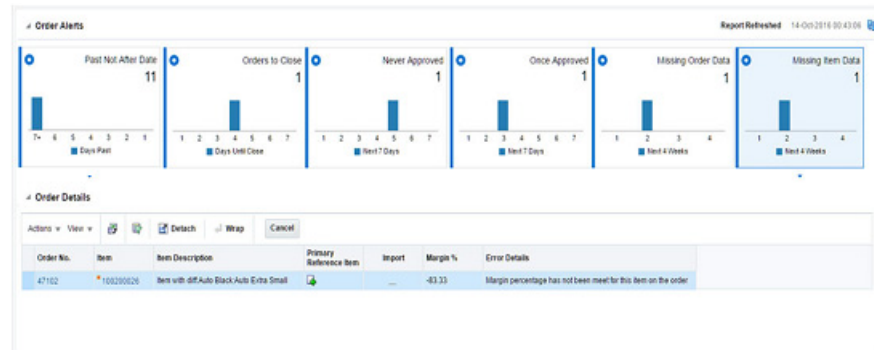 Order Alerts
Report Refreshed 14-Oct-2016 00:43:06
Past Not After Date
11
7+ 6 5 4 3 2 1
Days Past
Orders to Close
1
1 2 3 4 5 6 7
Days Until Close
Never Approved
1
1 2 3 4 5 6 7
Next 7 Days
Once Approved
1
1 2 3 4 5 6 7
Next 7 Days
Missing Order Data
1
1 2 3 4
Next 4 Weeks
Missing Item Data
1
1 2 3 4
Next 4 Weeks
Order Details
Actions View Detach Wrap Cancel
Order No. Item Item Description Primary Reference Item Import Margin % Error Details
47102 *100200026 Item with diff:Auto Black:Auto Extra Small ... -83.33 Margin percentage has not been meet for this item on the order